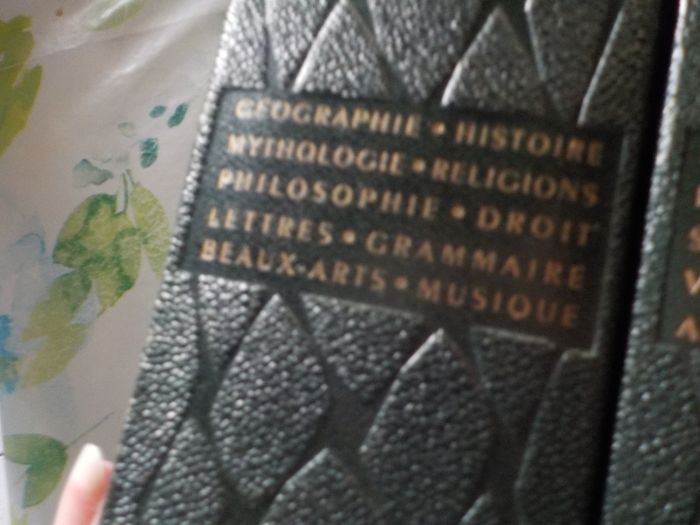 GÉOGRAPHIE • HISTOIRE
MYTHOLOGIE • RELIGIONS
PHILOSOPHIE • DROIT
LETTRES • GRAMMAIRE
BEAUX-ARTS • MUSIQUE